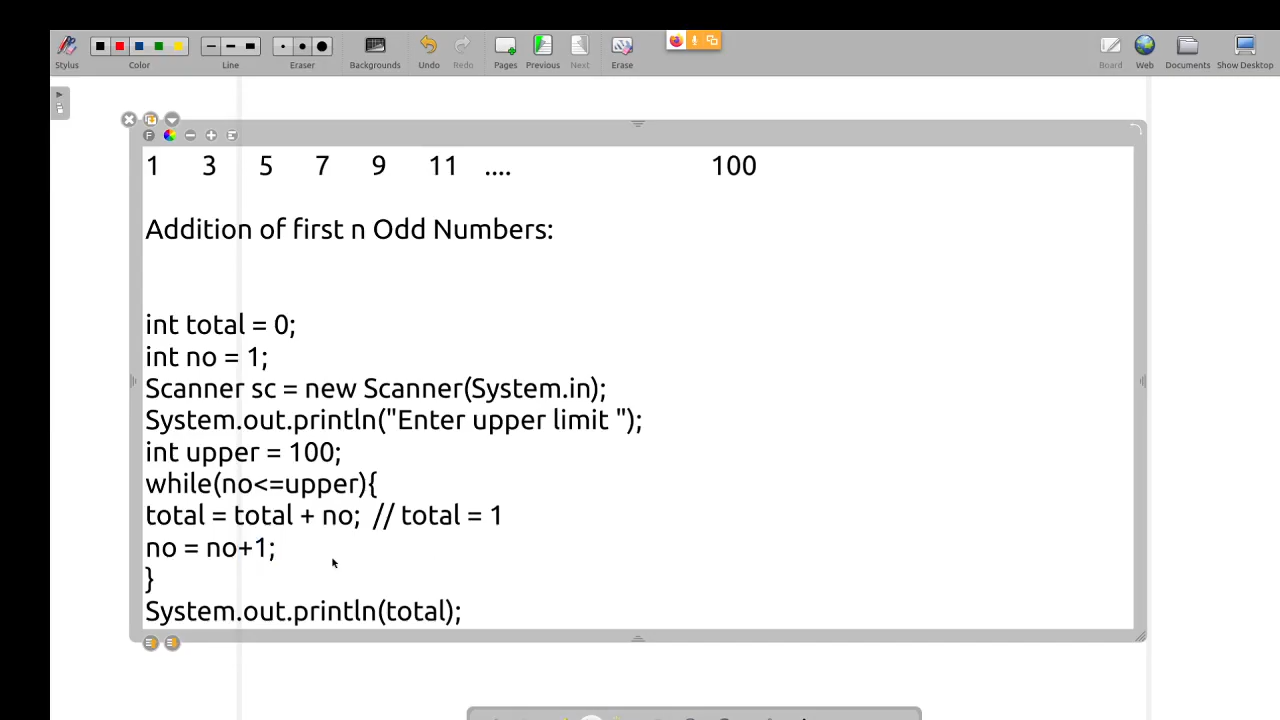 Stylus Color Line Eraser Backgrounds Undo Redo Pages Previous Next Erase Board Web Documents Show Desktop
1 3 5 7 9 11 .... 100
Addition of first n Odd Numbers:
int total = 0;
int no = 1;
Scanner sc = new Scanner(System.in);
System.out.println("Enter upper limit ");
int upper = 100;
while(no<=upper){
total = total + no; // total = 1
no = no+1;
}
System.out.println(total);